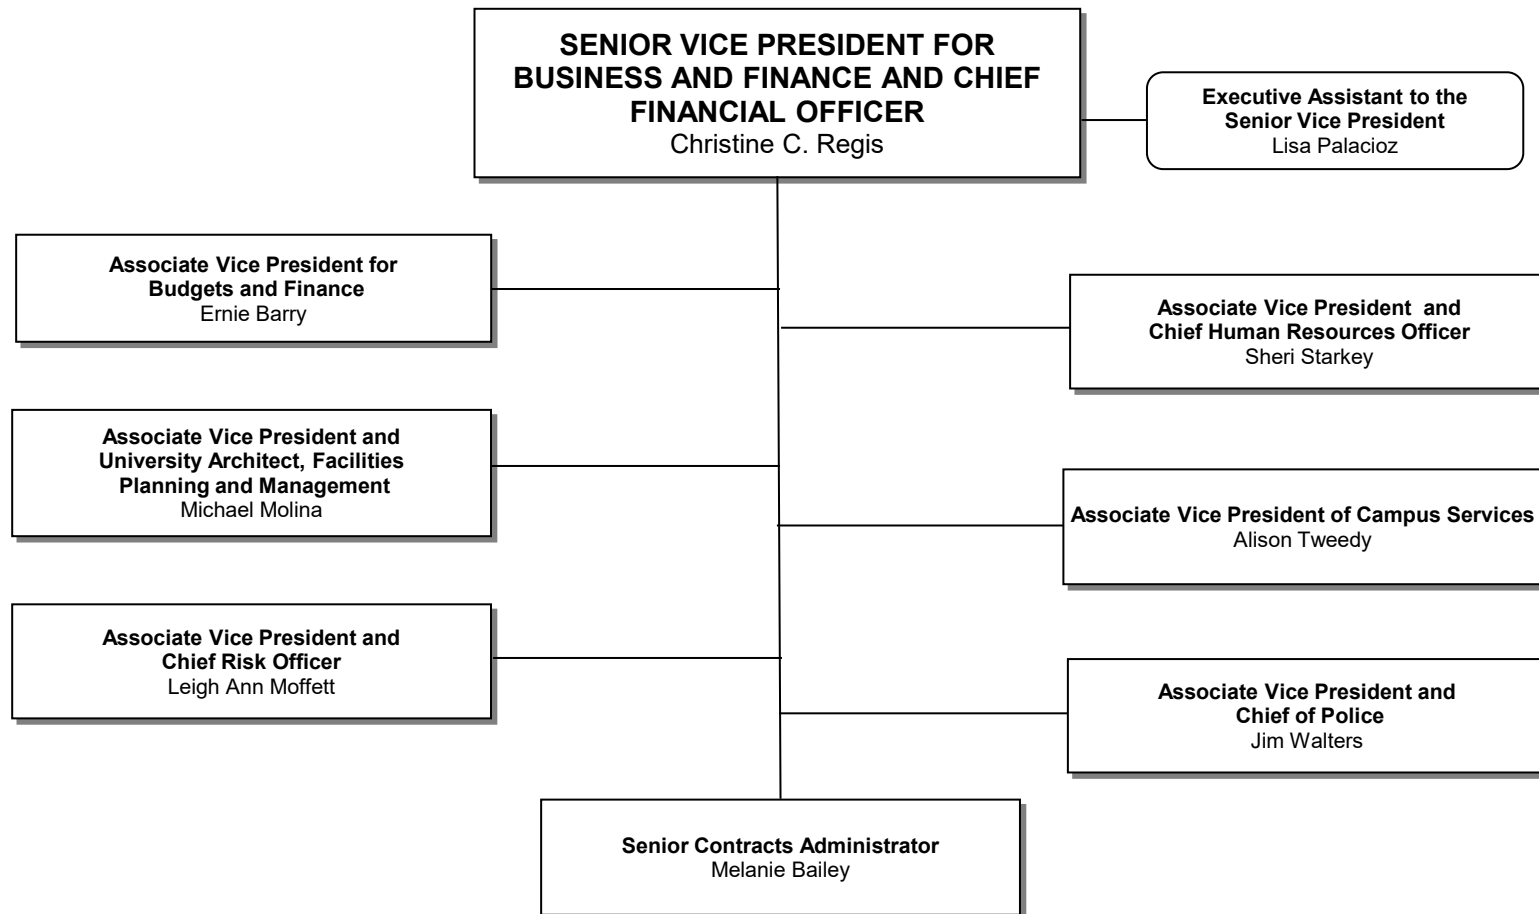 SENIOR VICE PRESIDENT FOR
BUSINESS AND FINANCE AND CHIEF
FINANCIAL OFFICER
Christine C. Regis
Executive Assistant to the
Senior Vice President
Lisa Palacioz
Associate Vice President for
Budgets and Finance
Ernie Barry
Associate Vice President and
Chief Human Resources Officer
Sheri Starkey
Associate Vice President and
University Architect, Facilities
Planning and Management
Michael Molina
Associate Vice President of Campus Services
Alison Tweedy
Associate Vice President and
Chief Risk Officer
Leigh Ann Moffett
Associate Vice President and
Chief of Police
Jim Walters
Senior Contracts Administrator
Melanie Bailey